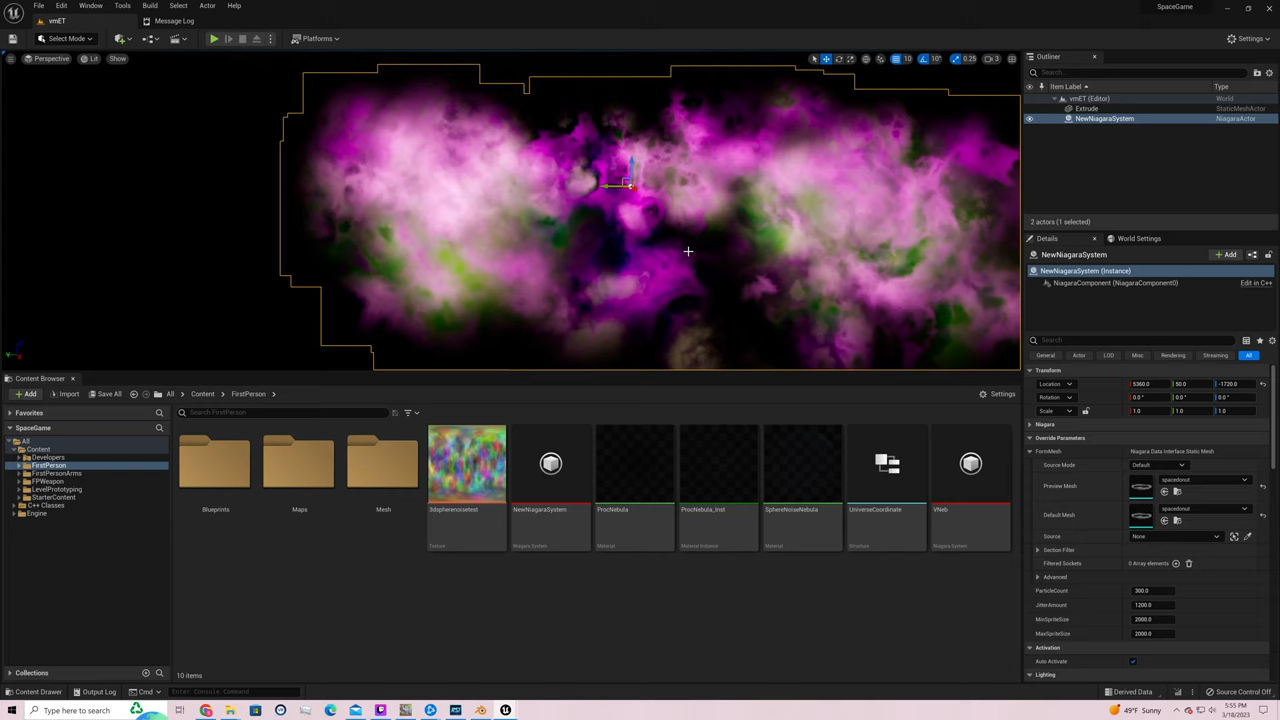 File Edit Window Tools Build Select Actor Help
SpaceGame
vmET Message Log
Select Mode Platforms Settings
Perspective Lit Show 10 10° 0.25 3
Outliner
Search...
Item Label Type
vmET (Editor) World
Extrude StaticMeshActor
NewNiagaraSystem NiagaraActor
2 actors (1 selected)
Details World Settings
NewNiagaraSystem Add
NewNiagaraSystem (Instance)
NiagaraComponent (NiagaraComponent0) Edit in C++
Search
General Actor LOD Misc Rendering Streaming All
Transform
Location 5360.0 50.0 -1720.0
Rotation 0.0° 0.0° 0.0°
Scale 1.0 1.0 1.0
Niagara
Override Parameters
FormMesh Niagara Data Interface Static Mesh
Source Mode Default
Preview Mesh spacedonut
Default Mesh spacedonut
Source None
Section Filter
Filtered Sockets 0 Array elements
Advanced
ParticleCount 300.0
JitterAmount 1200.0
MinSpriteSize 2000.0
MaxSpriteSize 2000.0
Activation
Auto Activate
Lighting
Content Browser
Add Import Save All All Content FirstPerson Settings
Favorites
SpaceGame
All
Content
Developers
FirstPerson
FirstPersonArms
FPWeapon
LevelPrototyping
StarterContent
C++ Classes
Engine
Collections
Search FirstPerson
Blueprints Maps Mesh
3dspherenoisetest NewNiagaraSystem ProcNebula ProcNebula_Inst SphereNoiseNebula UniverseCoordinate VNeb
Texture Niagara System Material Material Instance Material Structure Niagara System
10 items
Content Drawer Output Log Cmd Enter Console Command Derived Data Source Control Off
Type here to search 49°F Sunny 5:55 PM
3/18/2023